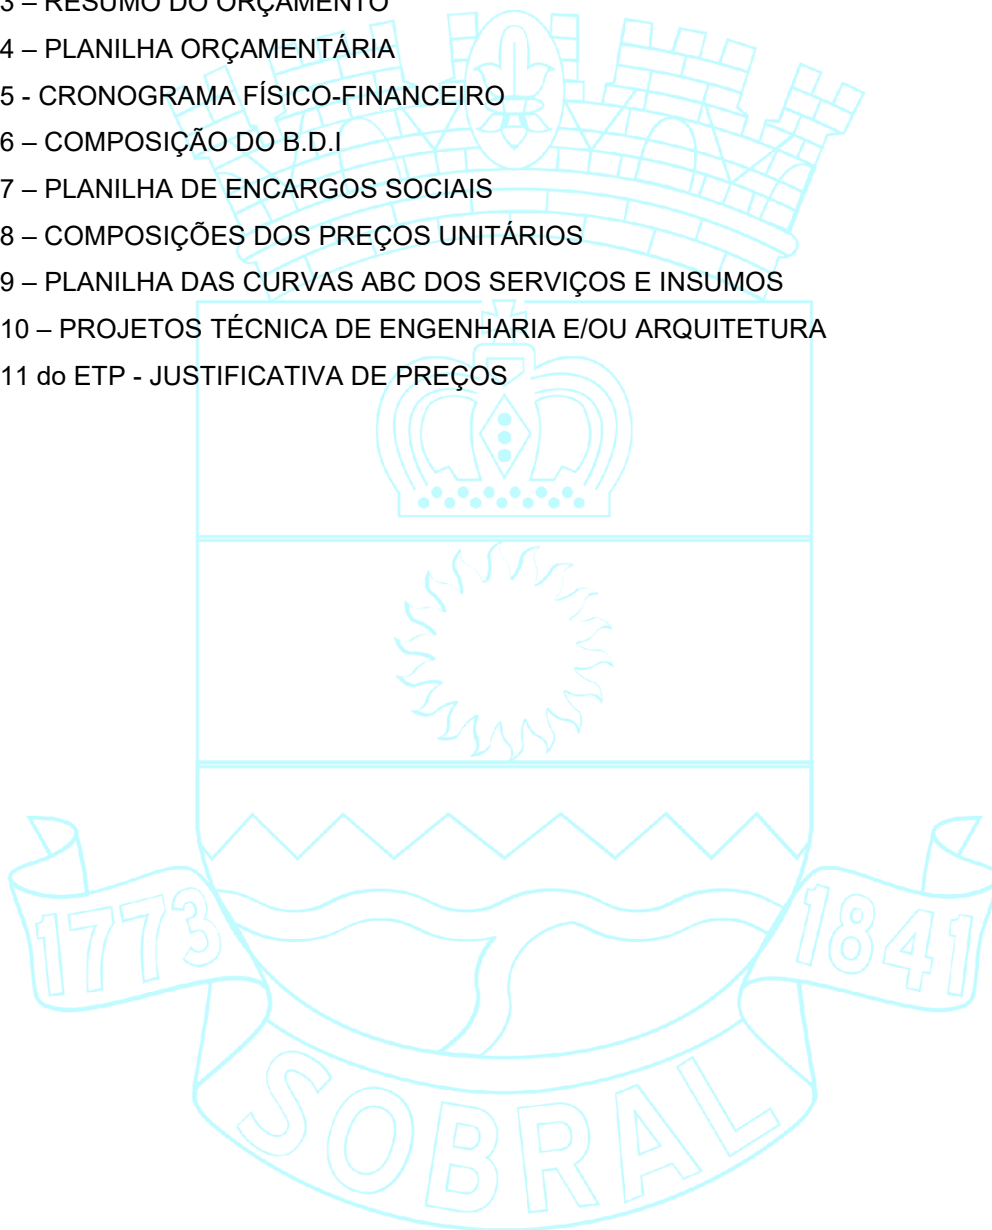 3 – RESUMO DO ORÇAMENTO
4 – PLANILHA ORÇAMENTÁRIA
5 - CRONOGRAMA FÍSICO-FINANCEIRO
6 – COMPOSIÇÃO DO B.D.I
7 – PLANILHA DE ENCARGOS SOCIAIS
8 – COMPOSIÇÕES DOS PREÇOS UNITÁRIOS
9 – PLANILHA DAS CURVAS ABC DOS SERVIÇOS E INSUMOS
10 – PROJETOS TÉCNICA DE ENGENHARIA E/OU ARQUITETURA
11 do ETP - JUSTIFICATIVA DE PREÇOS
1773
1841
SOBRAL